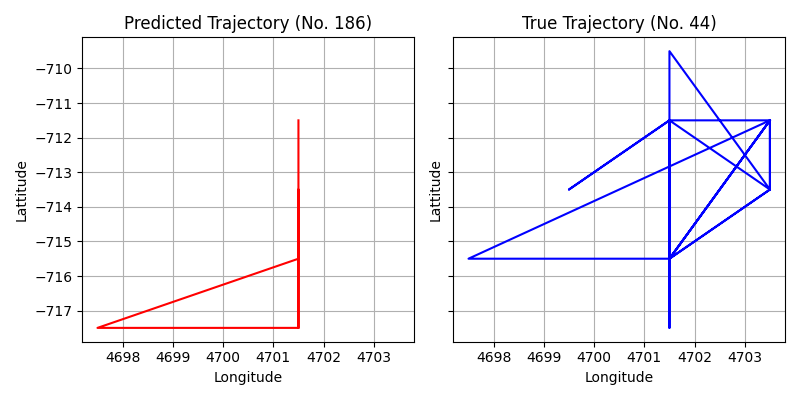 Predicted Trajectory (No. 186)
True Trajectory (No. 44)
−710
−711
−712
−713
−714
−715
−716
−717
Lattitude
Lattitude
4698 4699 4700 4701 4702 4703
4698 4699 4700 4701 4702 4703
Longitude
Longitude